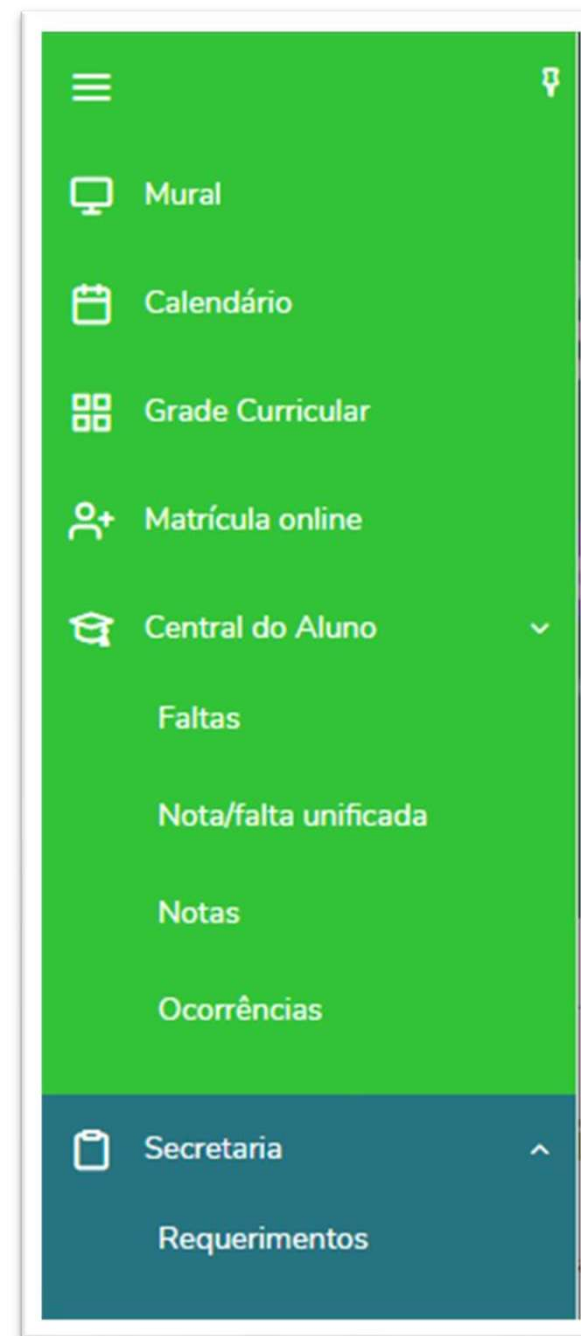 Mural
Calendário
Grade Curricular
Matrícula online
Central do Aluno
Faltas
Nota/falta unificada
Notas
Ocorrências
Secretaria
Requerimentos